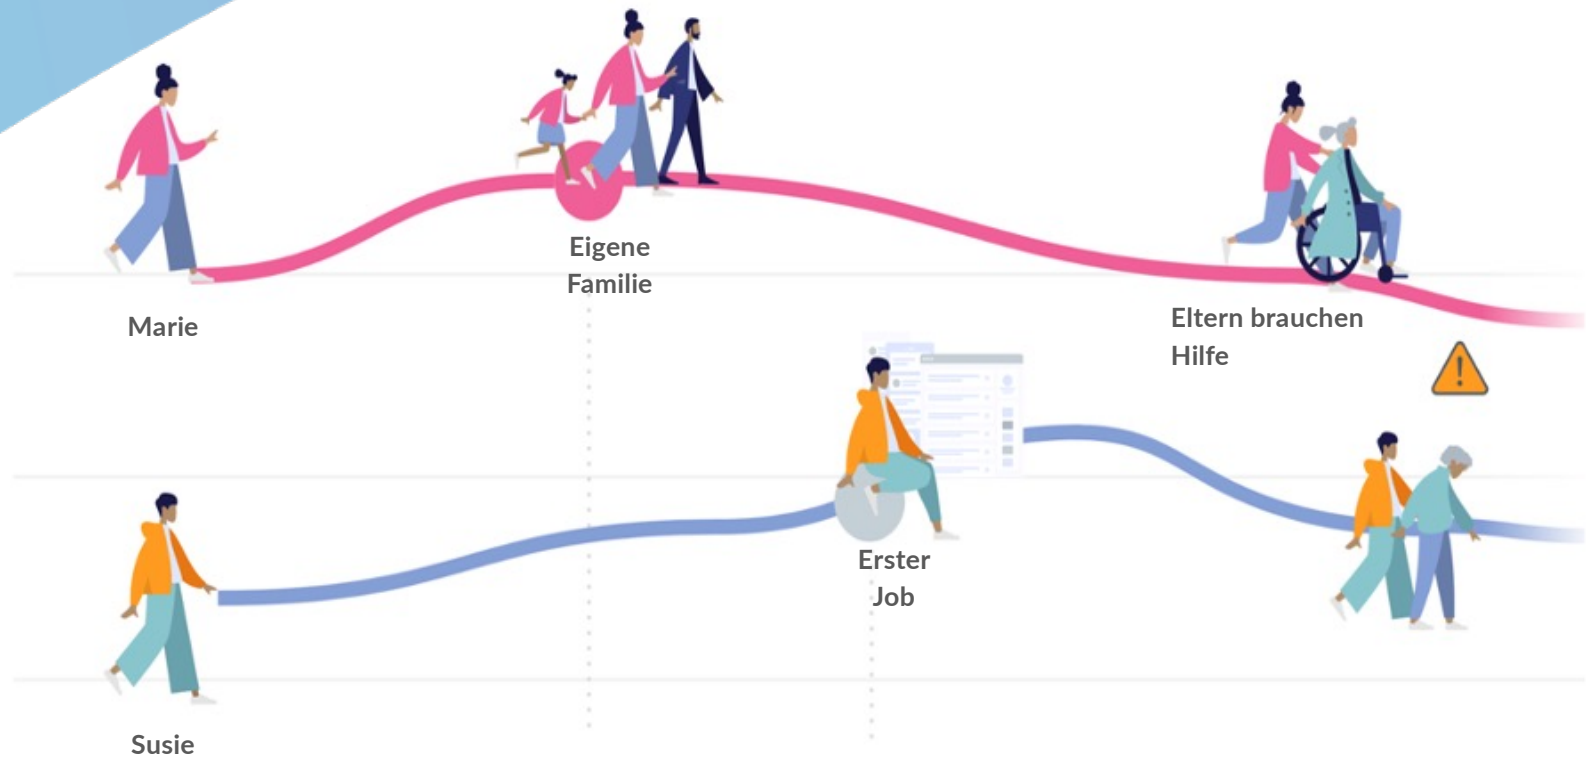 Eigene
Familie
Marie
Eltern brauchen
Hilfe
Erster
Job
Susie